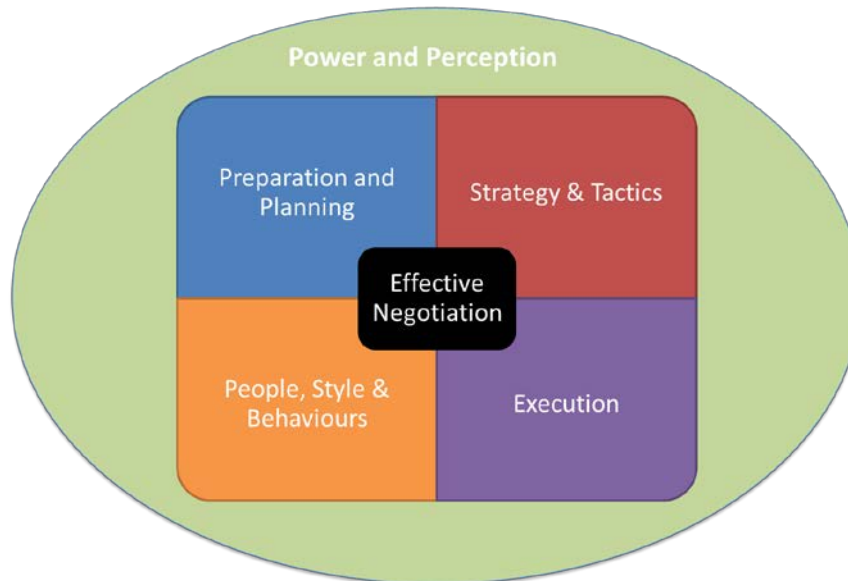 Power and Perception
Preparation and
Planning
Strategy & Tactics
Effective
Negotiation
People, Style &
Behaviours
Execution